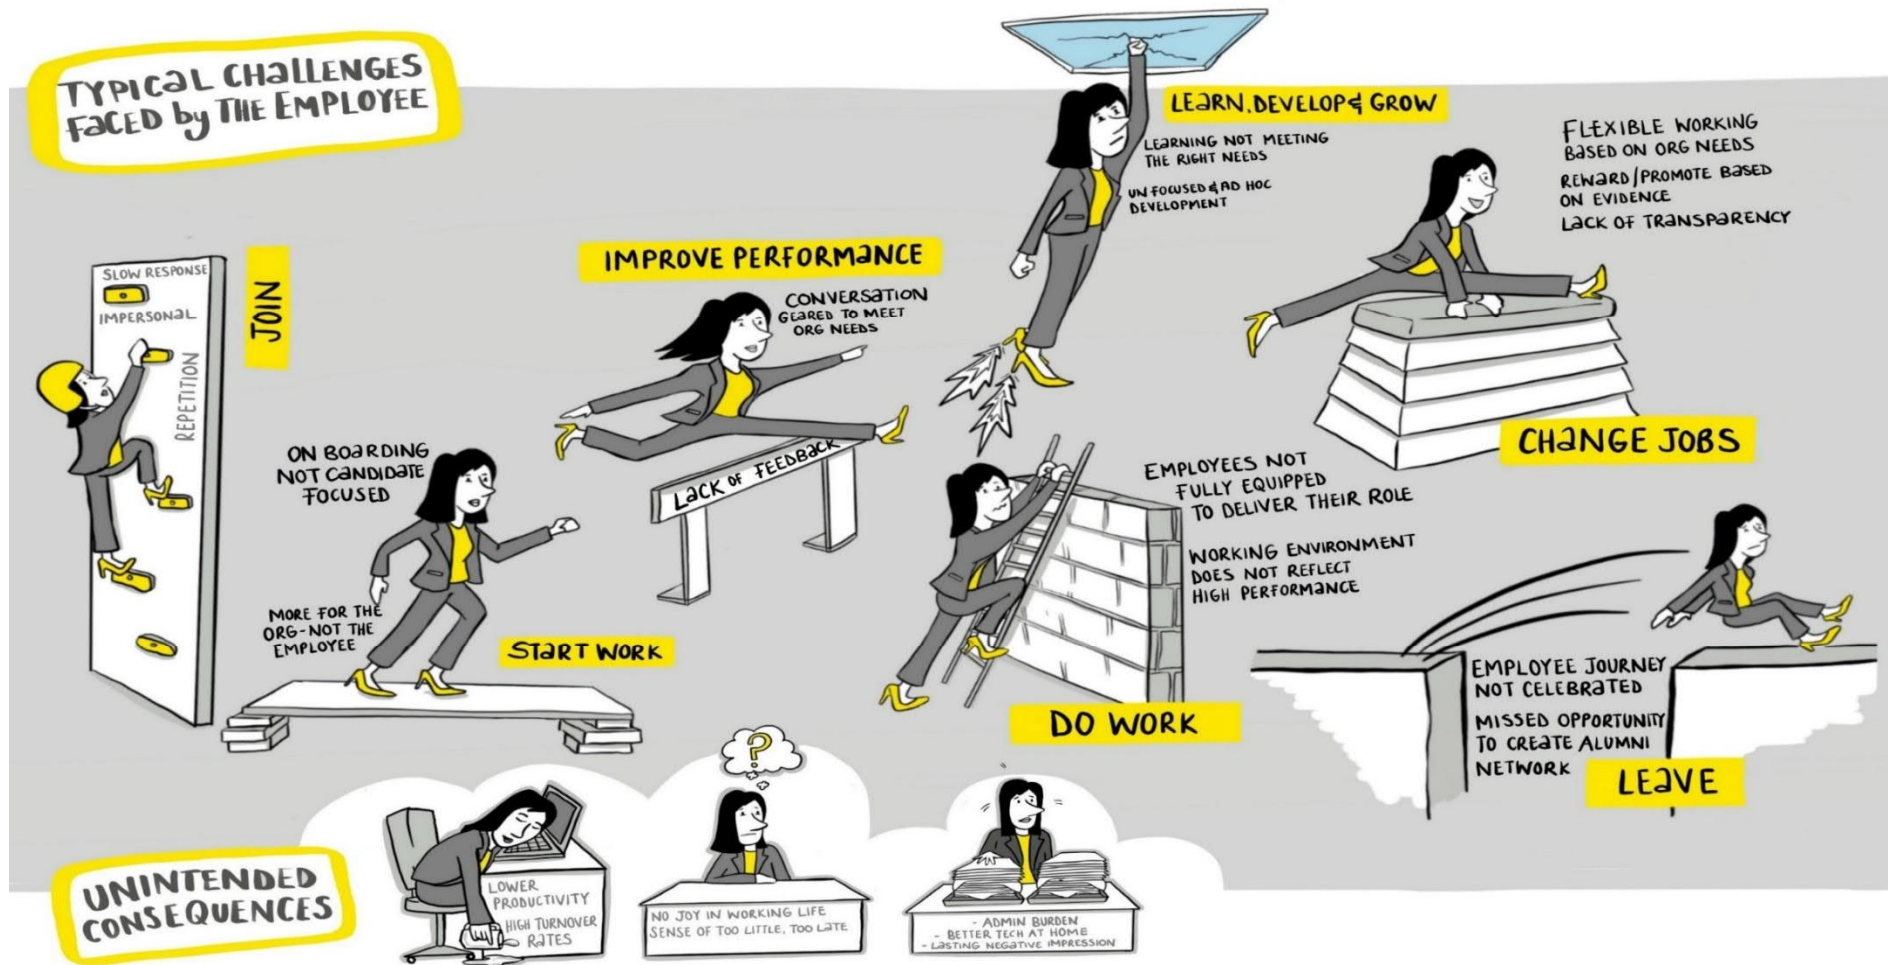 TYPICAL CHALLENGES
FACED by THE EMPLOYEE
SLOW RESPONSE
IMPERSONAL
REPETITION
JOIN
ON BOARDING
NOT CANDIDATE
FOCUSED
MORE FOR THE
ORG-NOT THE
EMPLOYEE
START WORK
IMPROVE PERFORMANCE
CONVERSATION
GEARED TO MEET
ORG NEEDS
LACK OF FEEDBACK
EMPLOYEES NOT
FULLY EQUIPPED
TO DELIVER THEIR ROLE
WORKING ENVIRONMENT
DOES NOT REFLECT
HIGH PERFORMANCE
DO WORK
LEARN, DEVELOP & GROW
LEARNING NOT MEETING
THE RIGHT NEEDS
UN FOCUSED & AD HOC
DEVELOPMENT
FLEXIBLE WORKING
BASED ON ORG NEEDS
REWARD/PROMOTE BASED
ON EVIDENCE
LACK OF TRANSPARENCY
CHANGE JOBS
EMPLOYEE JOURNEY
NOT CELEBRATED
MISSED OPPORTUNITY
TO CREATE ALUMNI
NETWORK
LEAVE
UNINTENDED
CONSEQUENCES
LOWER
PRODUCTIVITY
HIGH TURNOVER
RATES
?
NO JOY IN WORKING LIFE
SENSE OF TOO LITTLE, TOO LATE
- ADMIN BURDEN
- BETTER TECH AT HOME
- LASTING NEGATIVE IMPRESSION